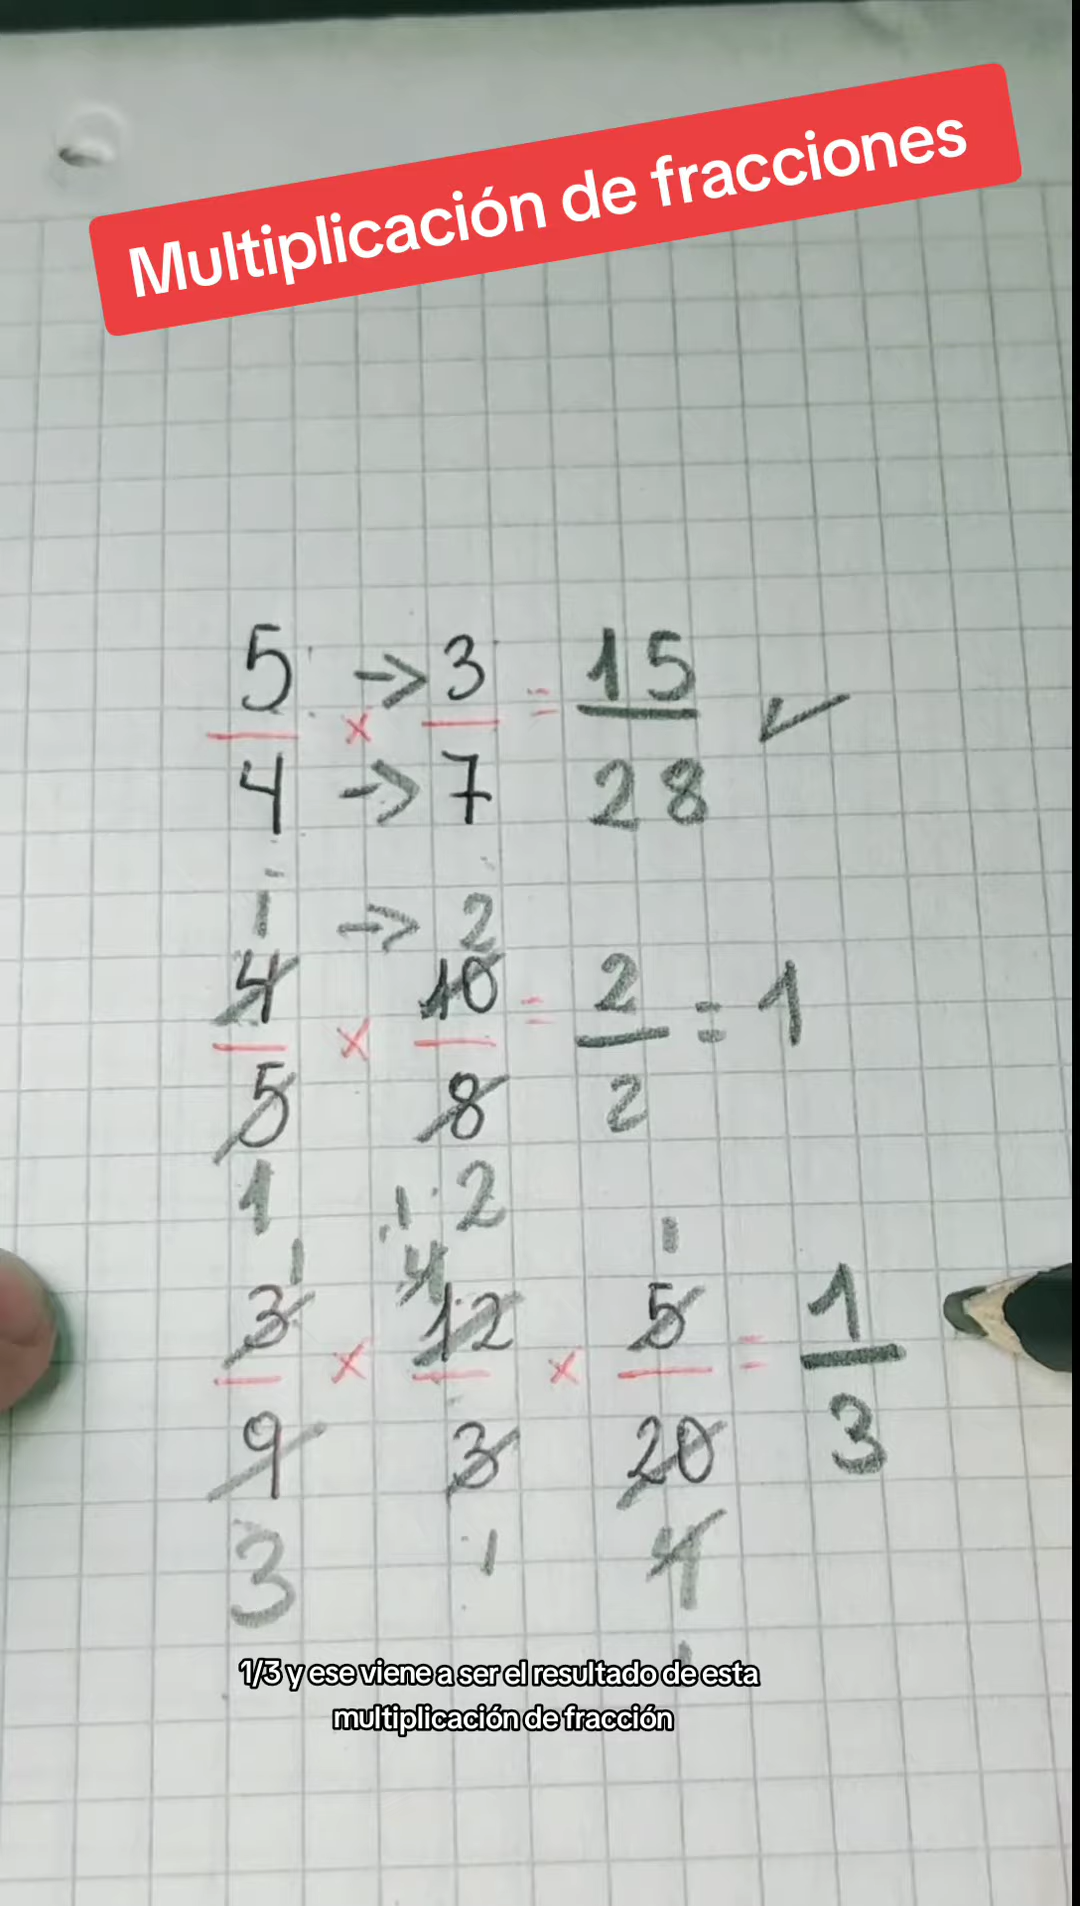 Multiplicación de fracciones
5 → 3 = 15 ✓
× 
4 → 7 28
1 → 2
4 × 10 = 2 = 1
5 8 2
1 2
1 1 1
4
3 × 12 × 5 = 1
9 3 20 3
3 1 4
1
1/3 y ese viene a ser el resultado de esta
multiplicación de fracción